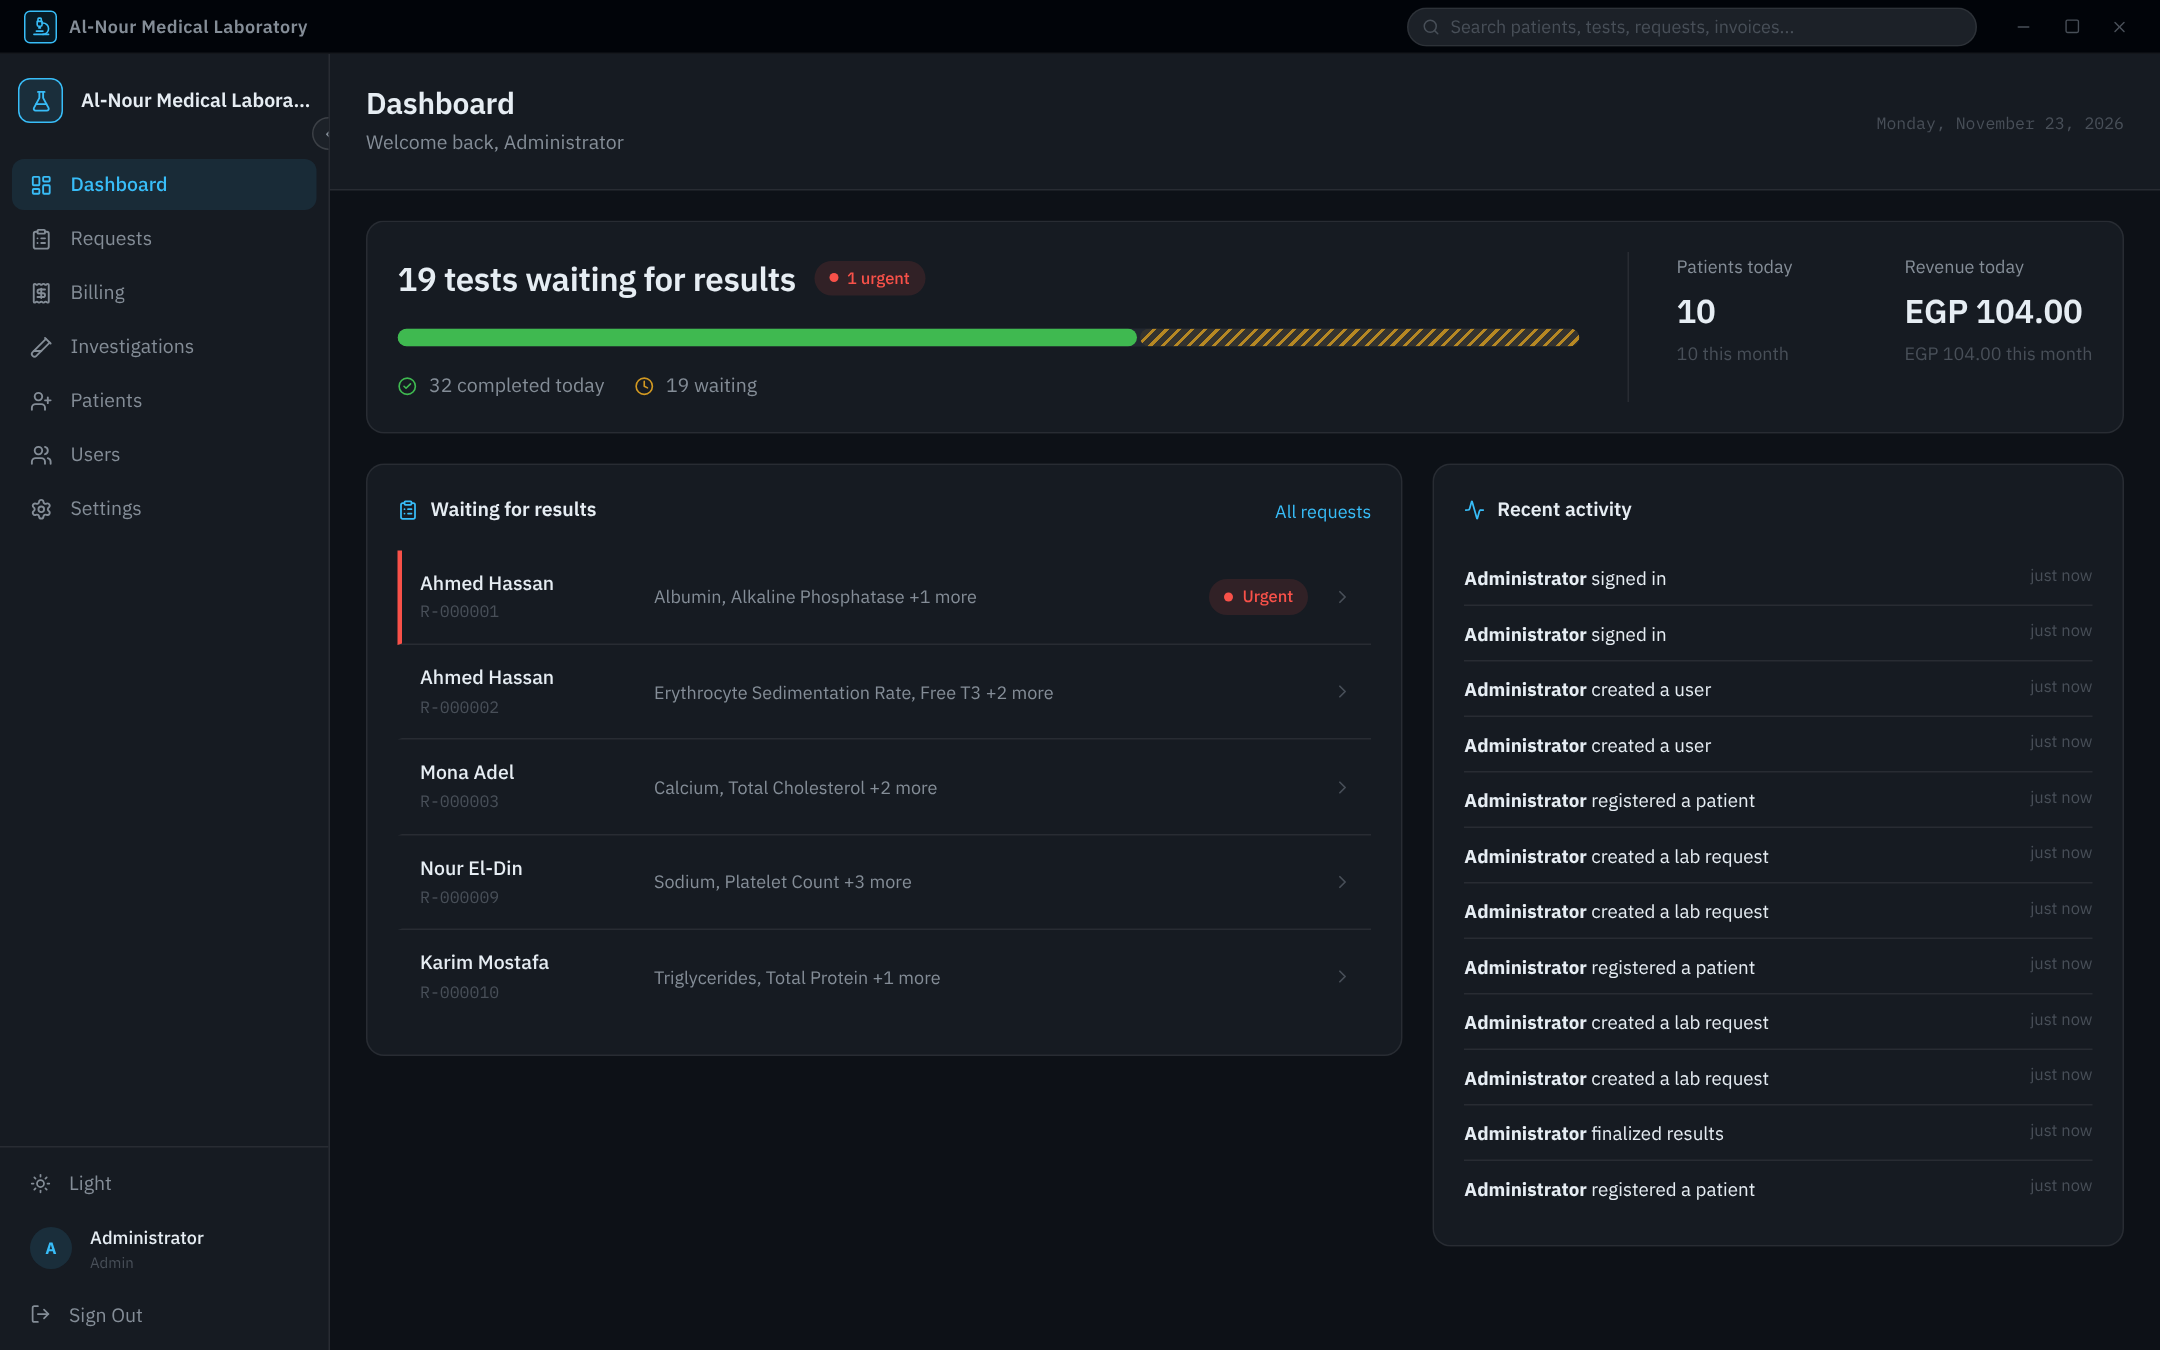 Al-Nour Medical Laboratory
Search patients, tests, requests, invoices...
Al-Nour Medical Labora...
Dashboard
Requests
Billing
Investigations
Patients
Users
Settings
Light
A
Administrator
Admin
Sign Out
Dashboard
Welcome back, Administrator
Monday, November 23, 2026
19 tests waiting for results
1 urgent
32 completed today
19 waiting
Patients today
10
10 this month
Revenue today
EGP 104.00
EGP 104.00 this month
Waiting for results
All requests
Ahmed Hassan
R-000001
Albumin, Alkaline Phosphatase +1 more
Urgent
Ahmed Hassan
R-000002
Erythrocyte Sedimentation Rate, Free T3 +2 more
Mona Adel
R-000003
Calcium, Total Cholesterol +2 more
Nour El-Din
R-000009
Sodium, Platelet Count +3 more
Karim Mostafa
R-000010
Triglycerides, Total Protein +1 more
Recent activity
Administrator signed in just now
Administrator signed in just now
Administrator created a user just now
Administrator created a user just now
Administrator registered a patient just now
Administrator created a lab request just now
Administrator created a lab request just now
Administrator registered a patient just now
Administrator created a lab request just now
Administrator created a lab request just now
Administrator finalized results just now
Administrator registered a patient just now